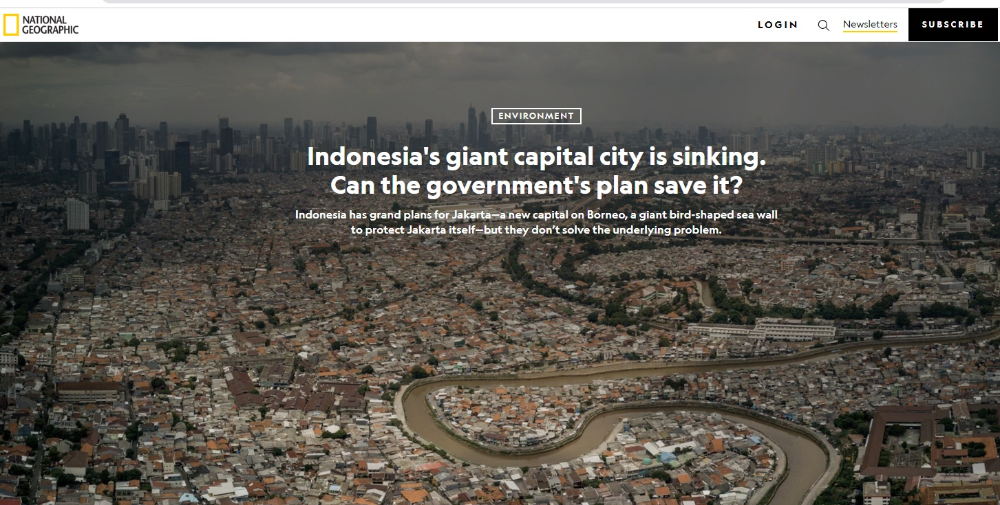 NATIONAL
GEOGRAPHIC
LOGIN
Newsletters
SUBSCRIBE
ENVIRONMENT
Indonesia's giant capital city is sinking.
Can the government's plan save it?
Indonesia has grand plans for Jakarta—a new capital on Borneo, a giant bird-shaped sea wall
to protect Jakarta itself—but they don’t solve the underlying problem.